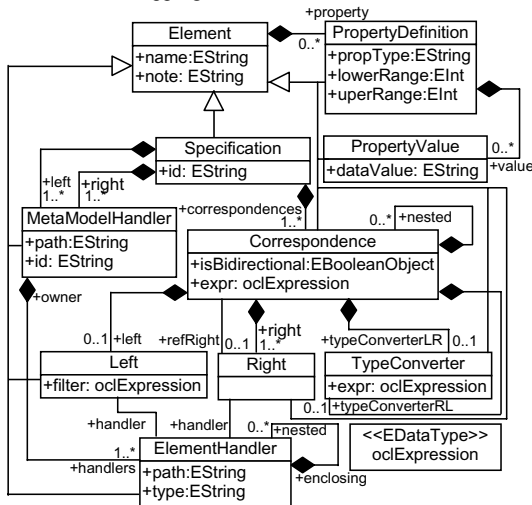 +property
Element
0..*
PropertyDefinition
+name:EString
+note: EString
+propType:EString
+lowerRange:EInt
+uperRange:EInt
Specification
+id: EString
PropertyValue
0..*
+dataValue: EString
+value
+left
1..*
+right
1..*
MetaModelHandler
+path:EString
+id: EString
+correspondences
1..*
0..*
+nested
Correspondence
+isBidirectional:EBooleanObject
+expr: oclExpression
+owner
0..1
+left
+refRight
0..1
+right
1..*
+typeConverterLR
0..1
Left
+filter: oclExpression
Right
TypeConverter
+expr: oclExpression
0..1
+typeConverterRL
+handler
+handler
0..*
+nested
<<EDataType>>
oclExpression
1..*
+handlers
ElementHandler
+path:EString
+type:EString
+enclosing